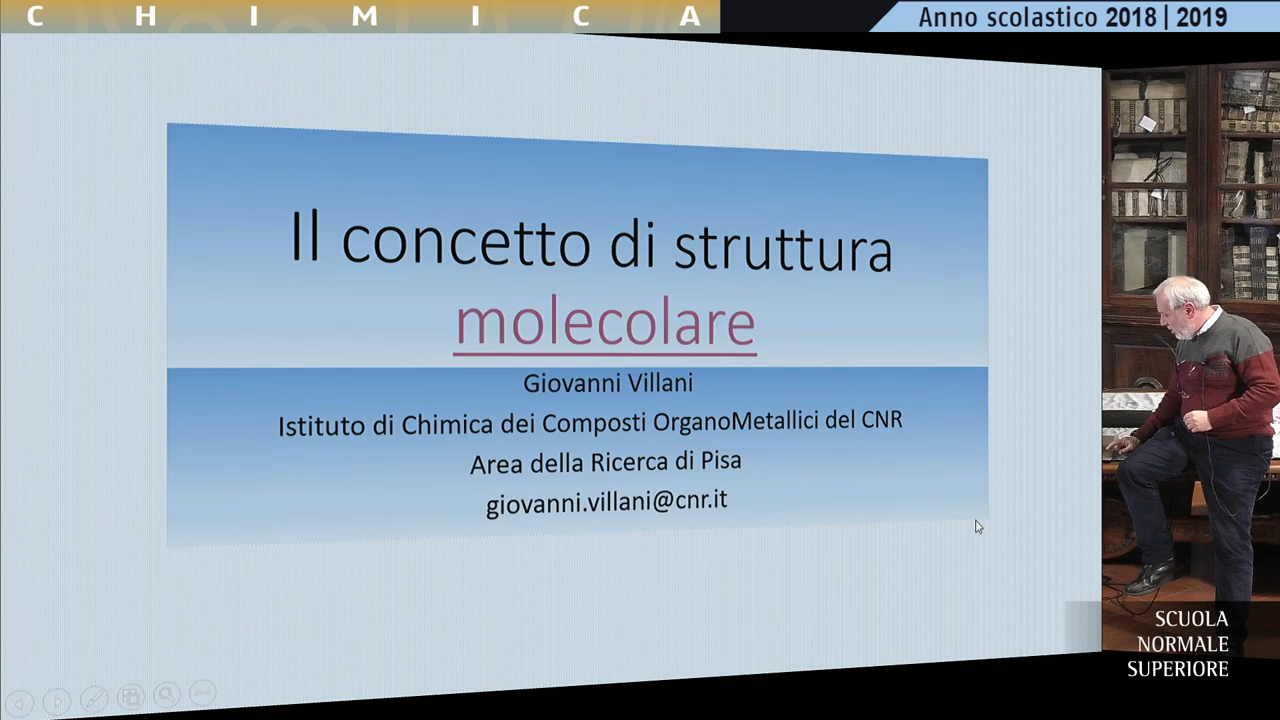 CHIMICA
Anno scolastico 2018 | 2019
Il concetto di struttura
molecolare
Giovanni Villani
Istituto di Chimica dei Composti OrganoMetallici del CNR
Area della Ricerca di Pisa
giovanni.villani@cnr.it
SCUOLA
NORMALE
SUPERIORE